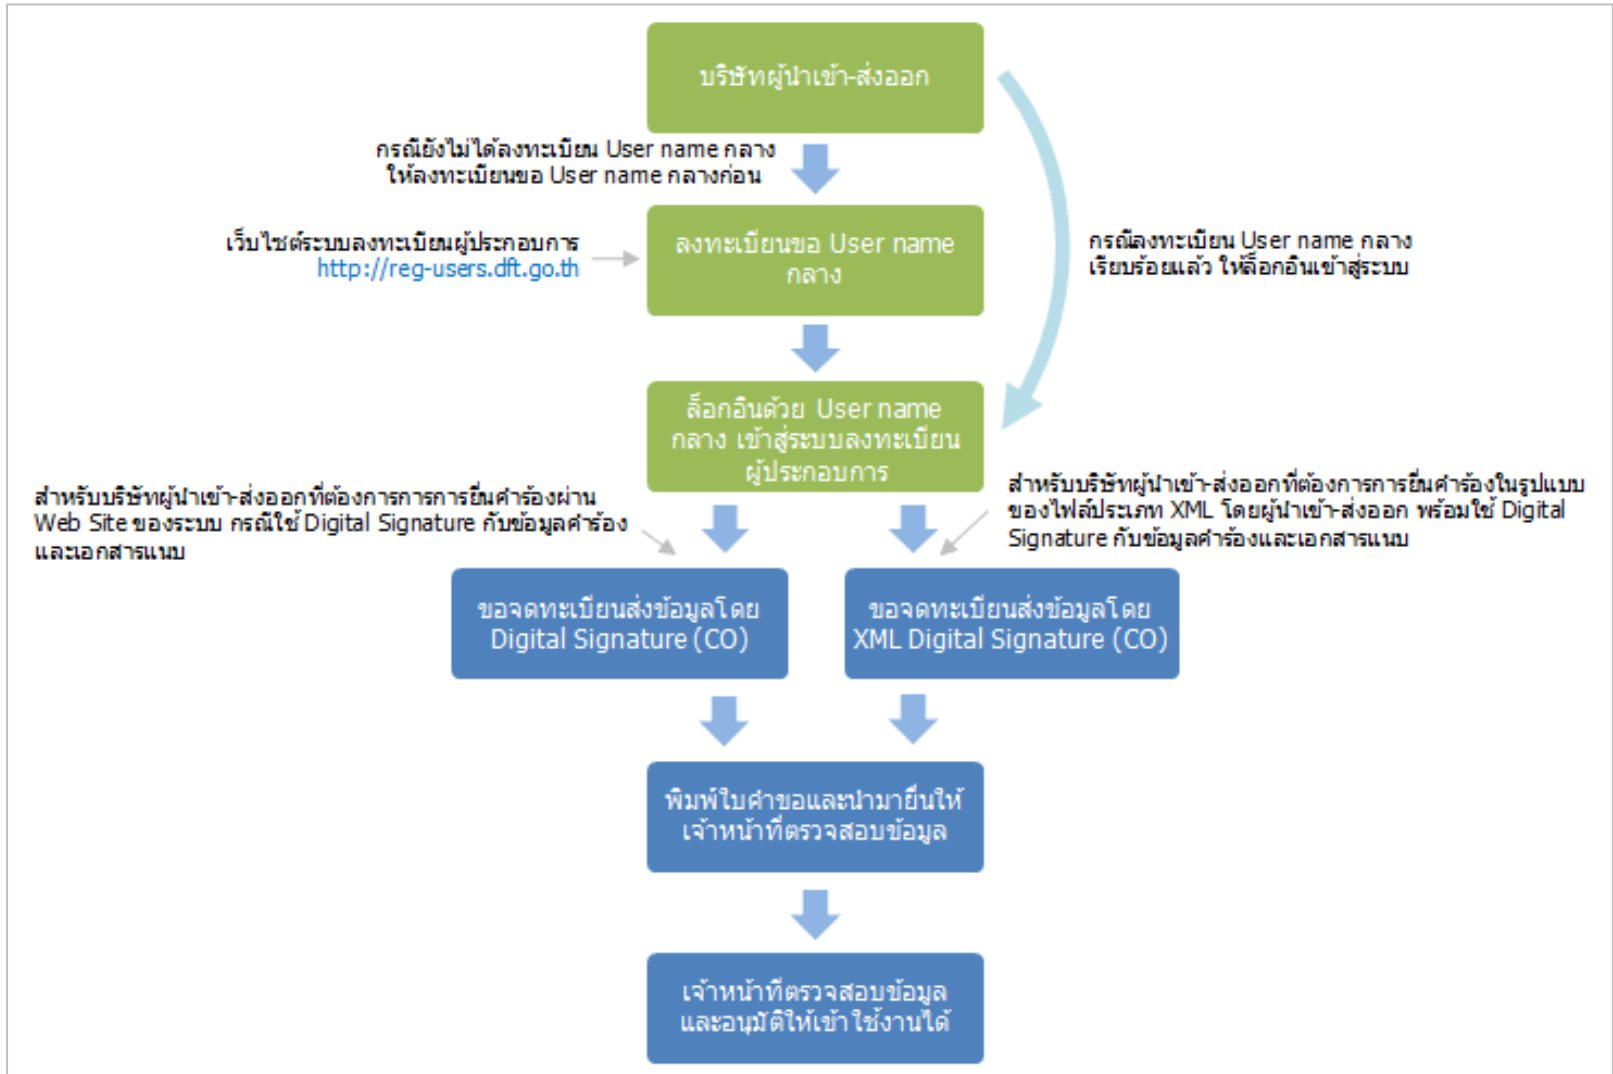 บริษัทผู้นำเข้า-ส่งออก
กรณียังไม่ได้ลงทะเบียน User name กลาง
ให้ลงทะเบียนขอ User name กลางก่อน
เว็บไซต์ระบบลงทะเบียนผู้ประกอบการ
http://reg-users.dft.go.th
ลงทะเบียนขอ User name
กลาง
กรณีลงทะเบียน User name กลาง
เรียบร้อยแล้ว ให้ล็อกอินเข้าสู่ระบบ
ล็อกอินด้วย User name
กลาง เข้าสู่ระบบลงทะเบียน
ผู้ประกอบการ
สำหรับบริษัทผู้นำเข้า-ส่งออกที่ต้องการการการยื่นคำร้องผ่าน
Web Site ของระบบ กรณีใช้ Digital Signature กับข้อมูลคำร้อง
และเอกสารแนบ
สำหรับบริษัทผู้นำเข้า-ส่งออกที่ต้องการการยื่นคำร้องในรูปแบบ
ของไฟล์ประเภท XML โดยผู้นำเข้า-ส่งออก พร้อมใช้ Digital
Signature กับข้อมูลคำร้องและเอกสารแนบ
ขอจดทะเบียนส่งข้อมูลโดย
Digital Signature (CO)
ขอจดทะเบียนส่งข้อมูลโดย
XML Digital Signature (CO)
พิมพ์ใบคำขอและนำมายื่นให้
เจ้าหน้าที่ตรวจสอบข้อมูล
เจ้าหน้าที่ตรวจสอบข้อมูล
และอนุมัติให้เข้าใช้งานได้